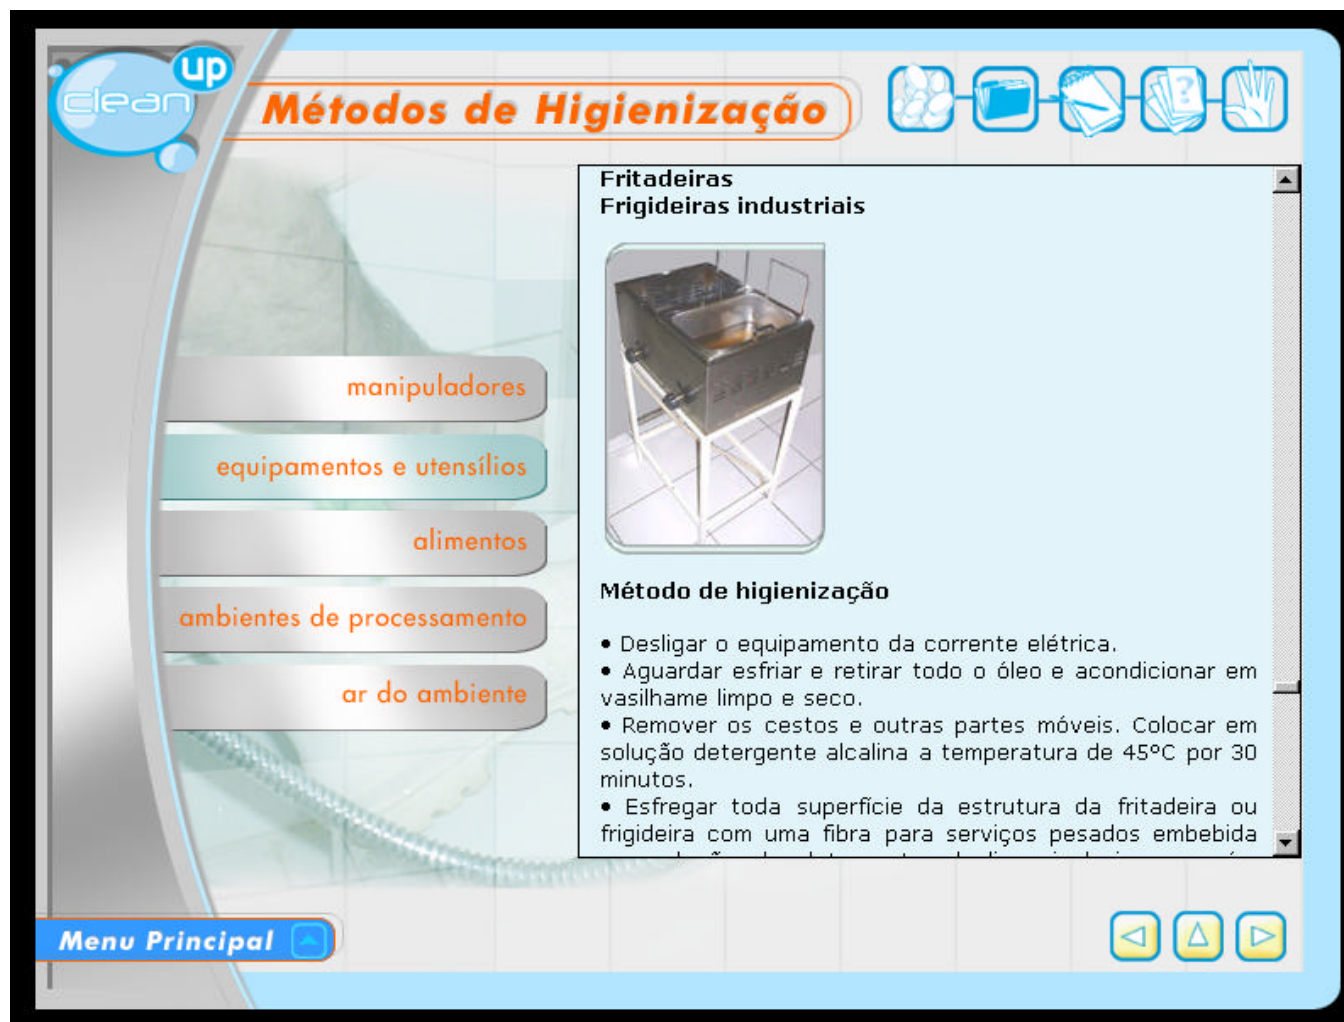 clean up
Métodos de Higienização
?
Fritadeiras
Frigideiras industriais
manipuladores
equipamentos e utensílios
alimentos
ambientes de processamento
ar do ambiente
Método de higienização
• Desligar o equipamento da corrente elétrica.
• Aguardar esfriar e retirar todo o óleo e acondicionar em
vasilhame limpo e seco.
• Remover os cestos e outras partes móveis. Colocar em
solução detergente alcalina a temperatura de 45ºC por 30
minutos.
• Esfregar toda superfície da estrutura da fritadeira ou
frigideira com uma fibra para serviços pesados embebida
Menu Principal